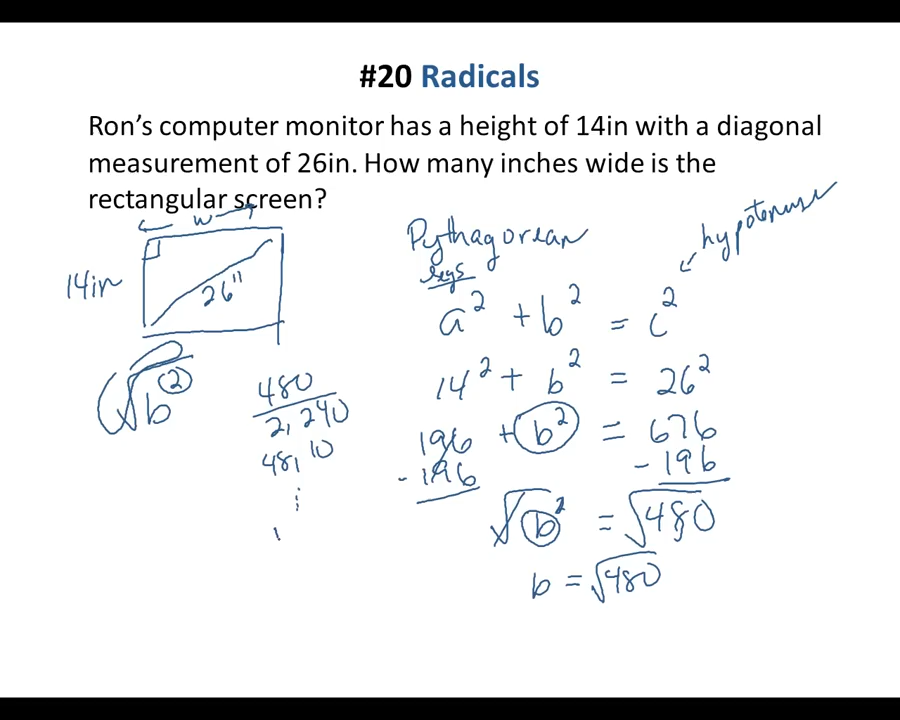 #20 Radicals
Ron's computer monitor has a height of 14in with a diagonal
measurement of 26in. How many inches wide is the
rectangular screen?
w
14in
26"
√b²
480
2, 240
48, 10
Pythagorean
legs
hypotenuse
a² + b² = c²
14² + b² = 26²
196 + b² = 676
- 196 - 196
√b² = √480
b = √480